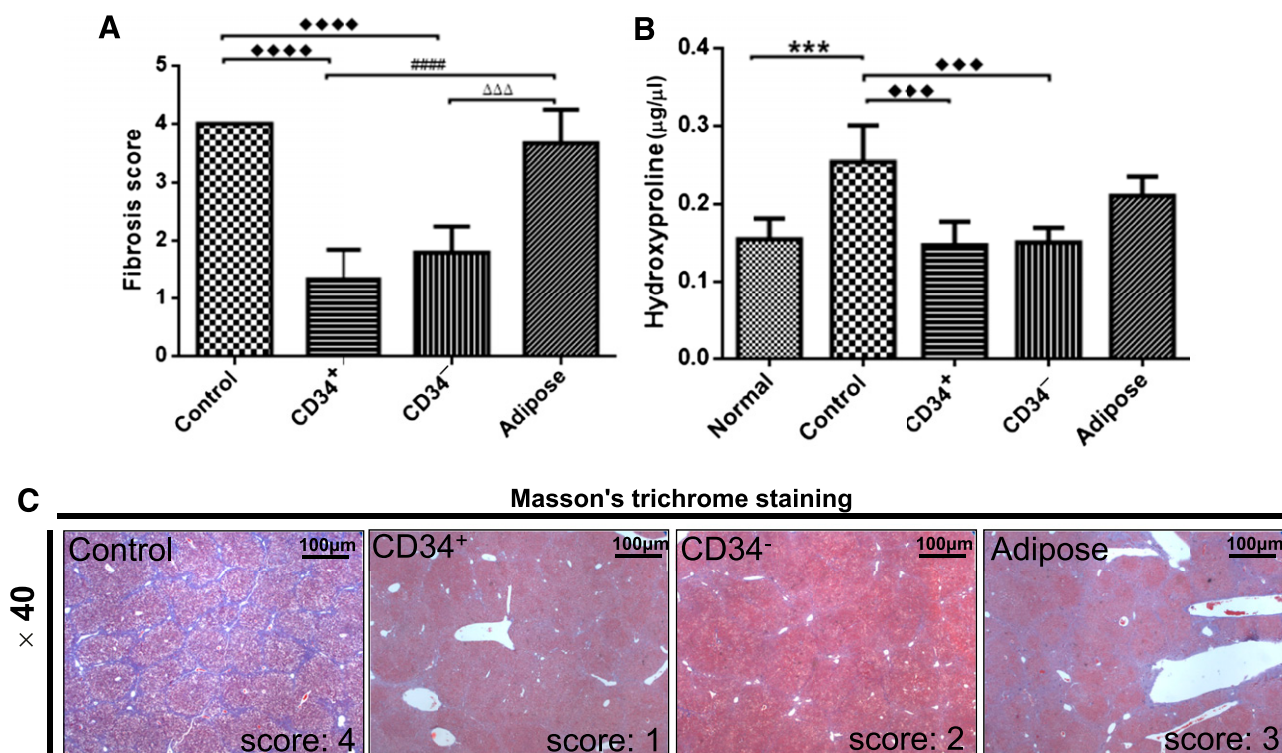 A
♦♦♦♦
♦♦♦♦
####
ΔΔΔ
Fibrosis score
5
4
3
2
1
0
Control
CD34⁺
CD34⁻
Adipose
B
***
♦♦♦
♦♦♦
Hydroxyproline (μg/μl)
0.4
0.3
0.2
0.1
0.0
Normal
Control
CD34⁺
CD34⁻
Adipose
C
Masson's trichrome staining
× 40
Control
100μm
score: 4
CD34⁺
100μm
score: 1
CD34⁻
100μm
score: 2
Adipose
100μm
score: 3